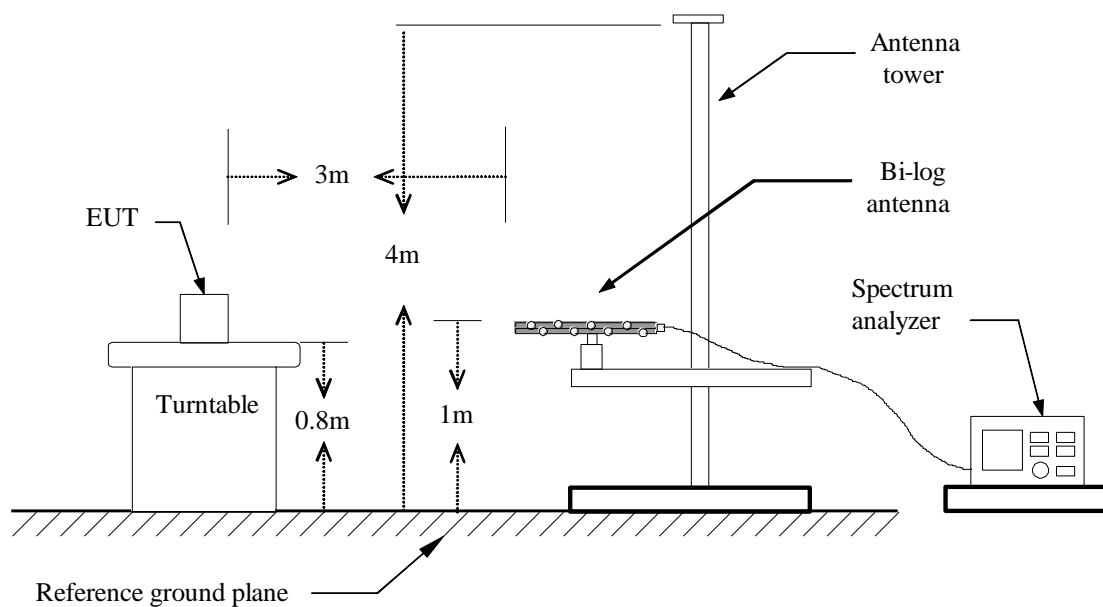 Antenna
tower
3m
Bi-log
antenna
EUT
4m
Spectrum
analyzer
Turntable
0.8m
1m
Reference ground plane